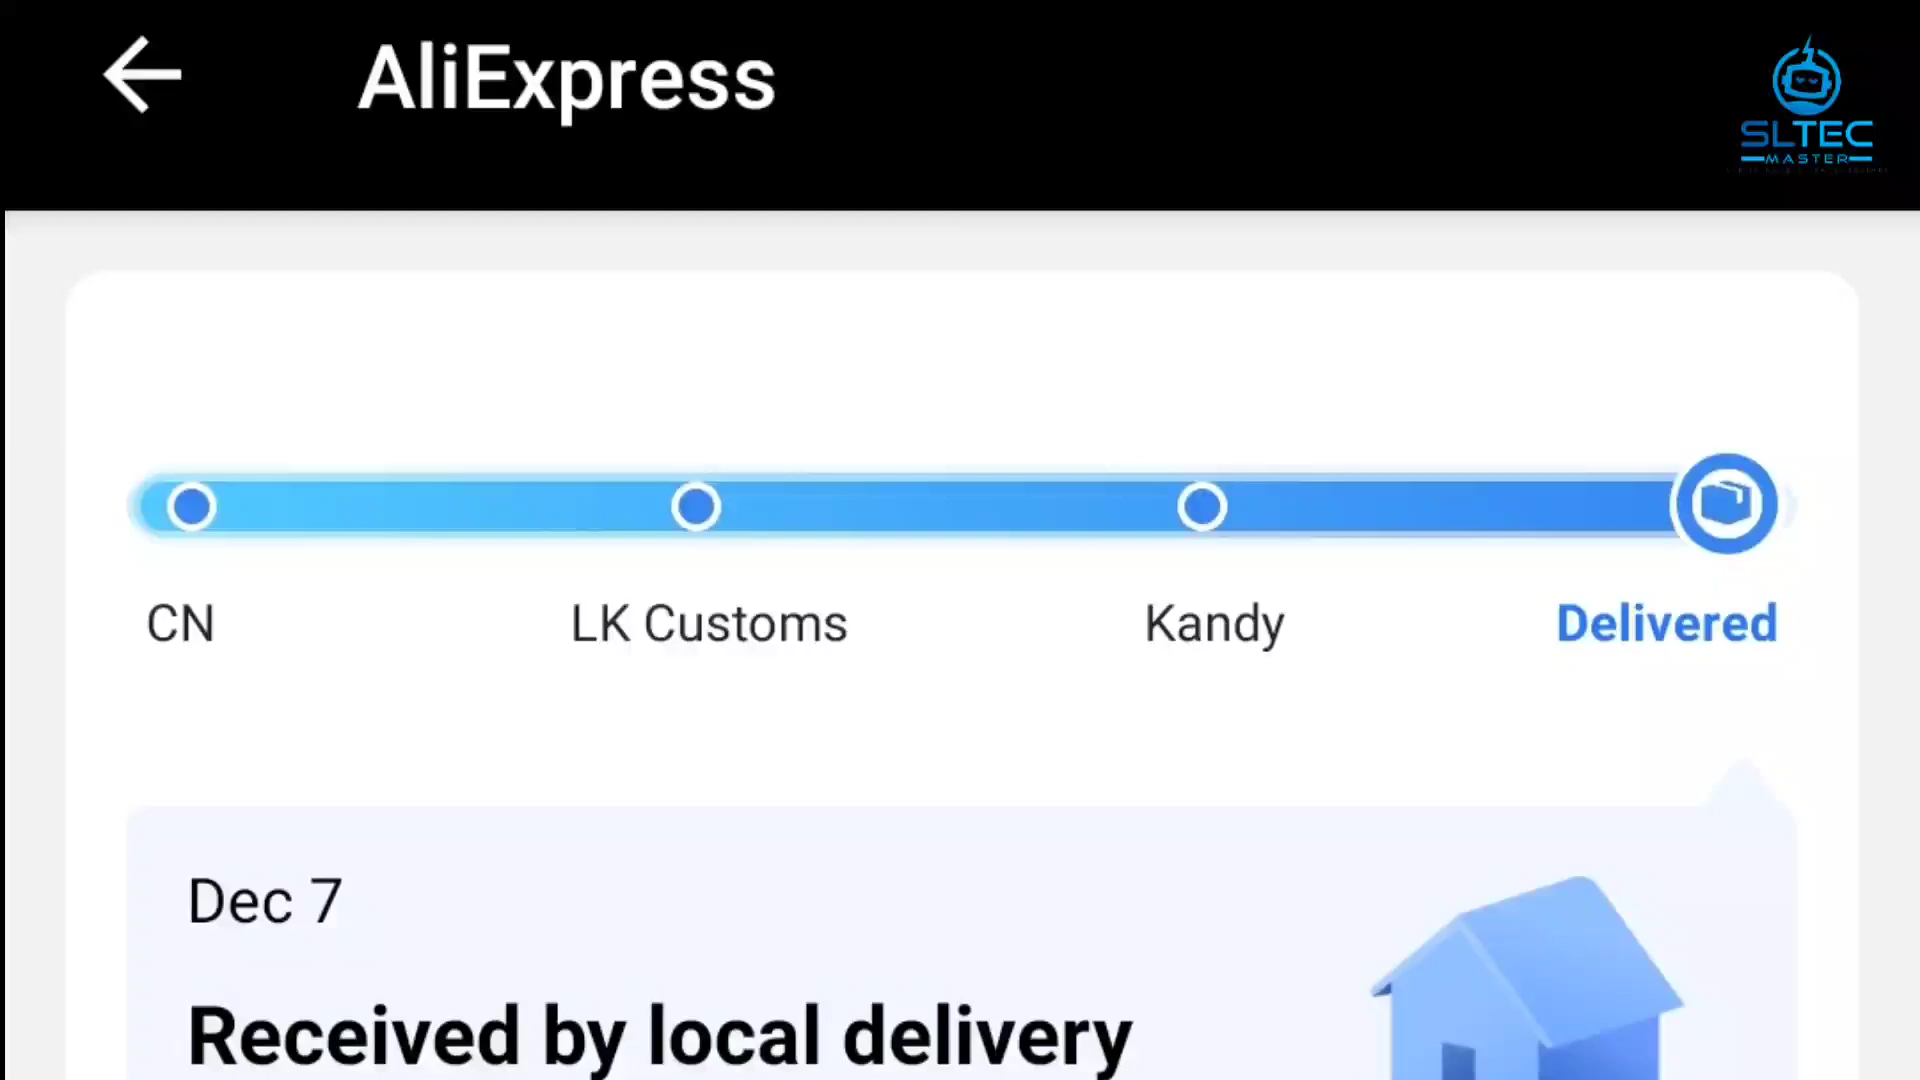 AliExpress
SLTEC
MASTER
CN
LK Customs
Kandy
Delivered
Dec 7
Received by local delivery